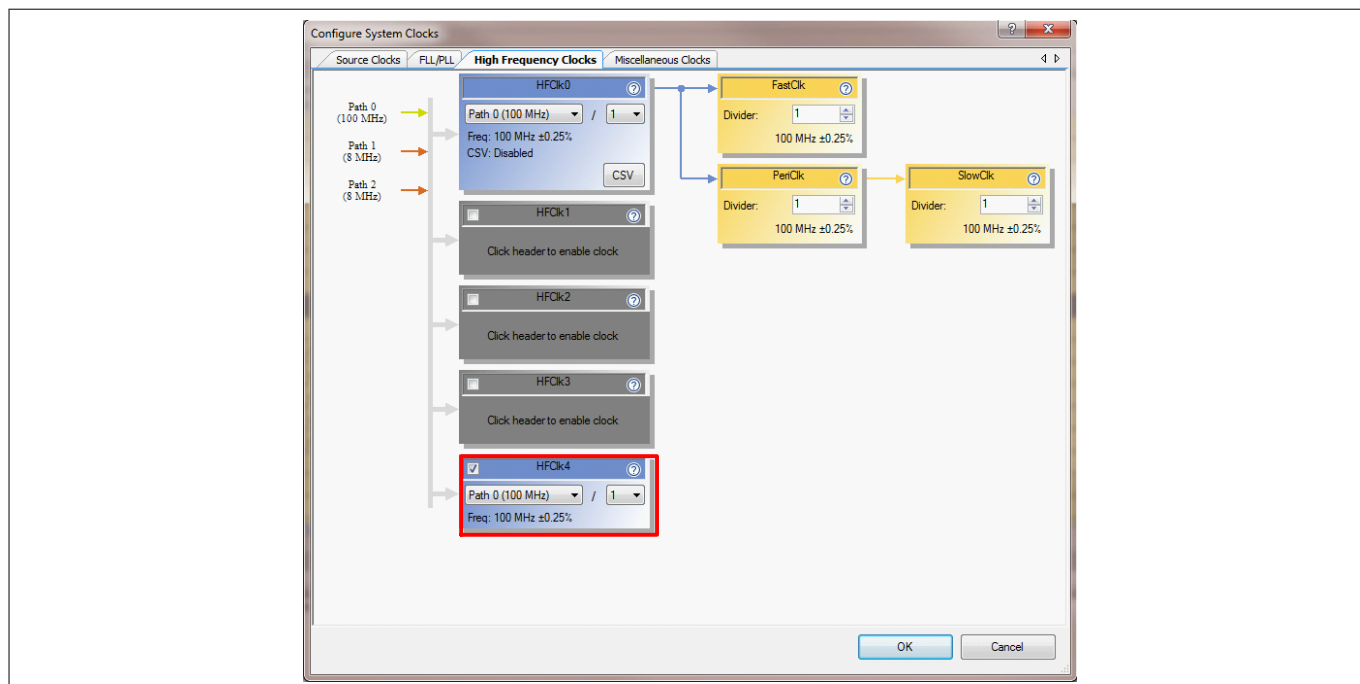 Configure System Clocks
Source Clocks FLL/PLL High Frequency Clocks Miscellaneous Clocks
Path 0
(100 MHz)
Path 1
(8 MHz)
Path 2
(8 MHz)
HFClk0
Path 0 (100 MHz) / 1
Freq: 100 MHz ±0.25%
CSV: Disabled
CSV
FastClk
Divider: 1
100 MHz ±0.25%
PeriClk
Divider: 1
100 MHz ±0.25%
SlowClk
Divider: 1
100 MHz ±0.25%
HFClk1
Click header to enable clock
HFClk2
Click header to enable clock
HFClk3
Click header to enable clock
HFClk4
Path 0 (100 MHz) / 1
Freq: 100 MHz ±0.25%
OK Cancel